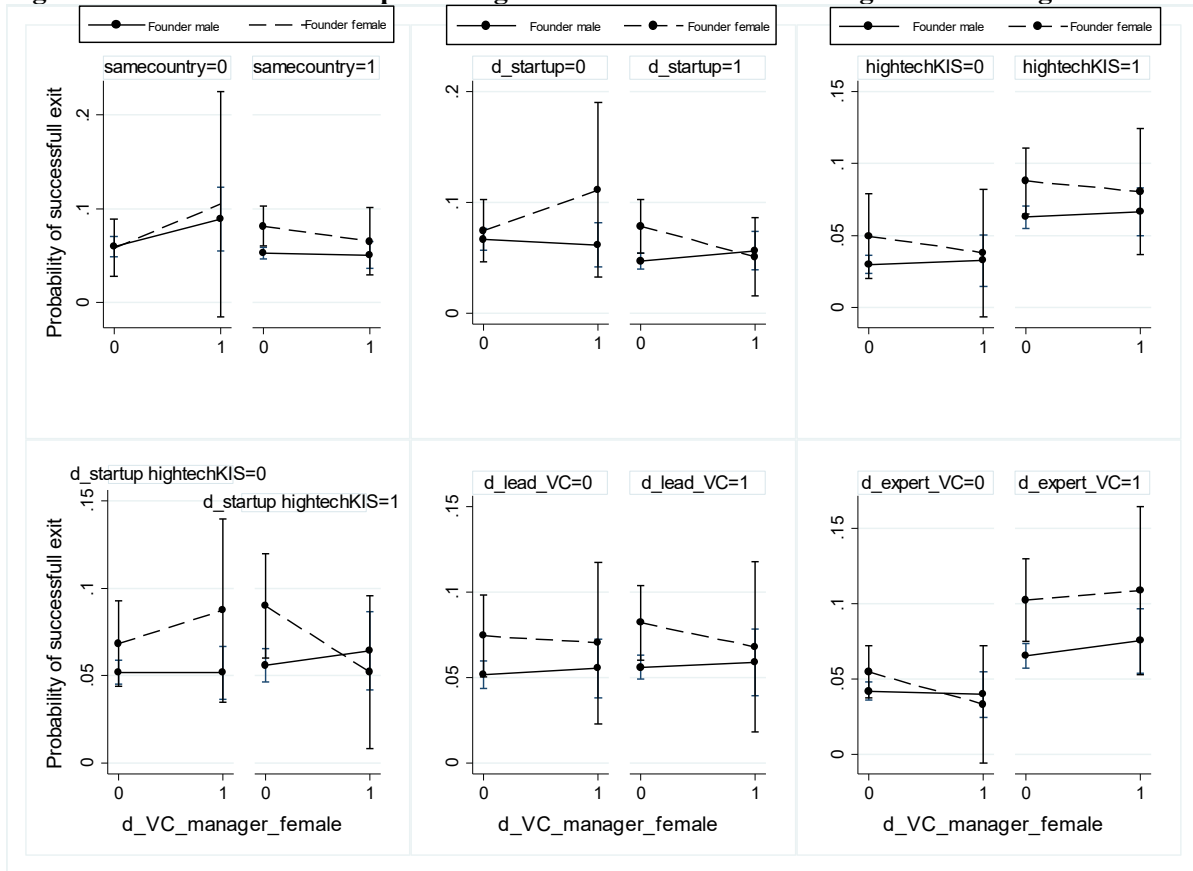 Founder male Founder female
Founder male Founder female
Founder male Founder female
samecountry=0 samecountry=1
d_startup=0 d_startup=1
hightechKIS=0 hightechKIS=1
Probability of successfull exit
.2
.1
0
0 1 0 1
.2
.1
0
0 1 0 1
.15
.1
.05
0
0 1 0 1
d_startup hightechKIS=0
d_startup hightechKIS=1
d_lead_VC=0 d_lead_VC=1
d_expert_VC=0 d_expert_VC=1
Probability of successfull exit
.15
.1
.05
0
0 1 0 1
d_VC_manager_female
.15
.1
.05
0
0 1 0 1
d_VC_manager_female
.15
.1
.05
0
0 1 0 1
d_VC_manager_female